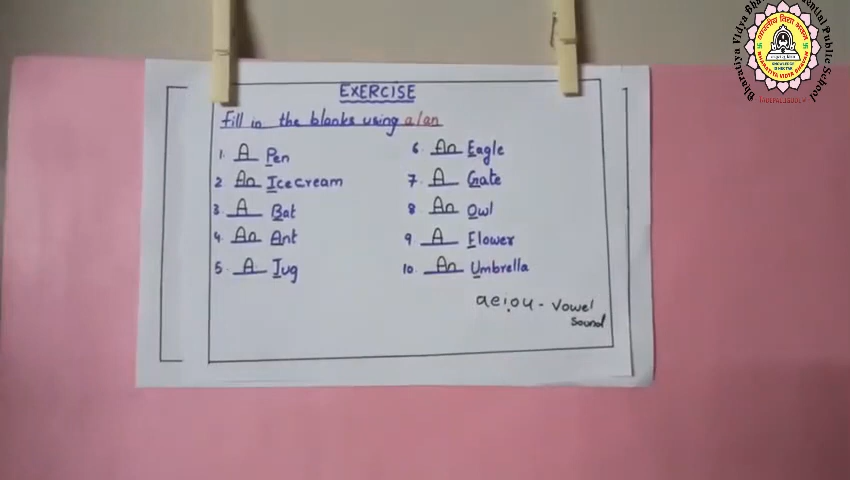 EXERCISE
Fill in the blanks using a/an
1. A Pen
2 An Icecream
3 A Bat
4. An Ant
5. A Jug
6. An Eagle
7. A Gate
8. An Owl
9. A Flower
10. An Umbrella
aeiou - vowel
sound